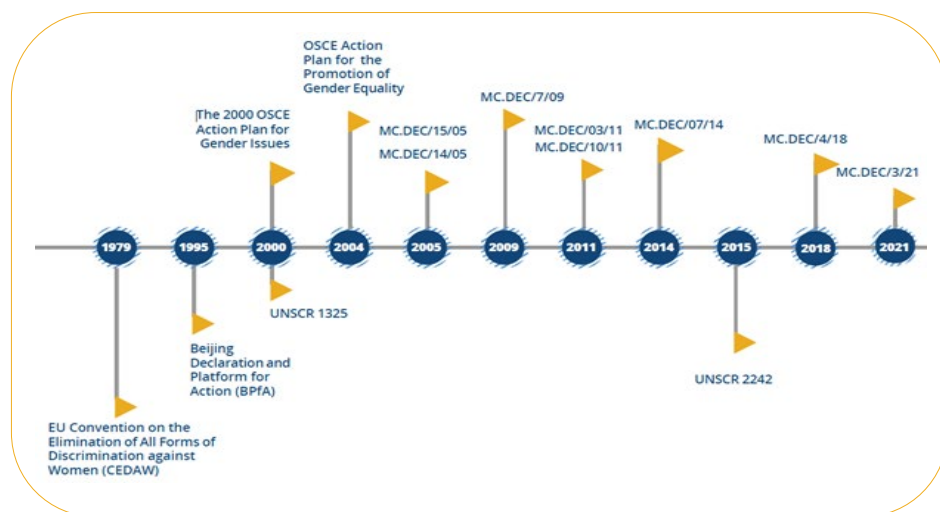 OSCE Action
Plan for the
Promotion of
Gender Equality
The 2000 OSCE
Action Plan for
Gender Issues
MC.DEC/15/05
MC.DEC/14/05
MC.DEC/7/09
MC.DEC/03/11
MC.DEC/10/11
MC.DEC/07/14
MC.DEC/4/18
MC.DEC/3/21
1979
1995
2000
2004
2005
2009
2011
2014
2015
2018
2021
UNSCR 1325
Beijing
Declaration and
Platform for
Action (BPfA)
UNSCR 2242
EU Convention on the
Elimination of All Forms of
Discrimination against
Women (CEDAW)